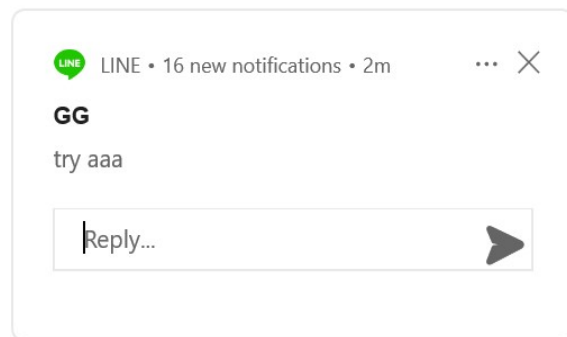 LINE
LINE • 16 new notifications • 2m
GG
try aaa
Reply...